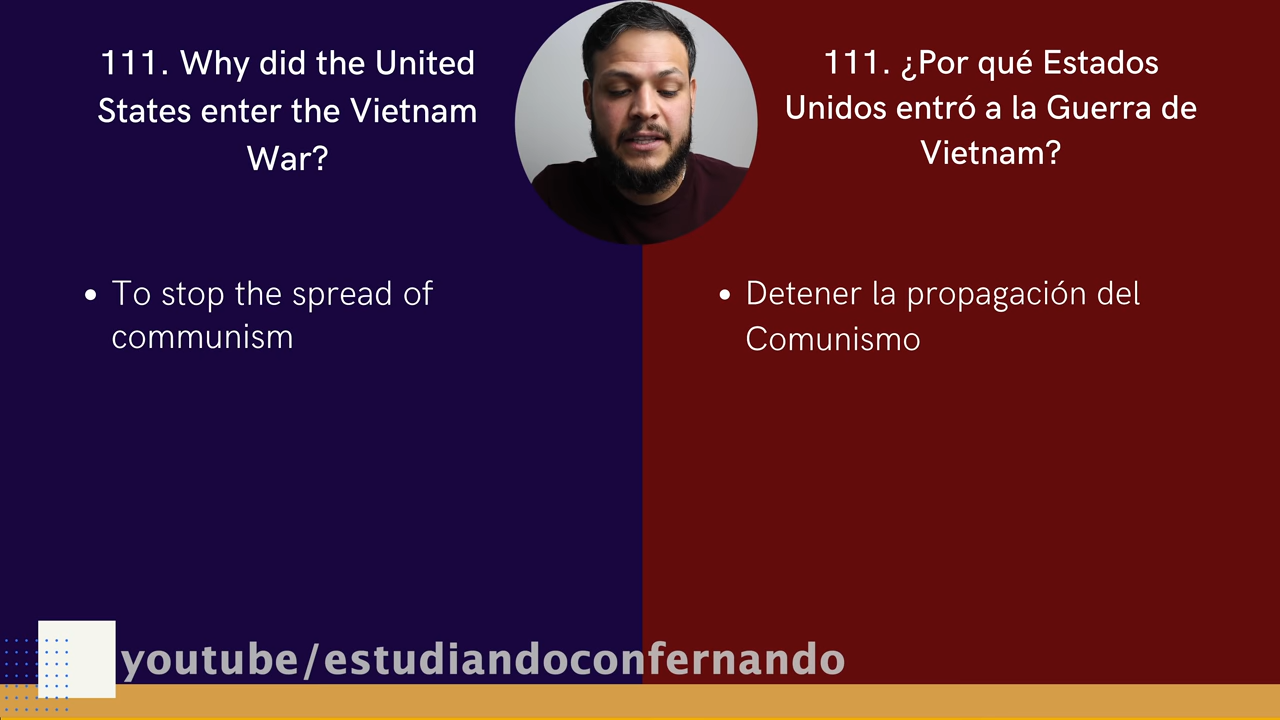 111. Why did the United
States enter the Vietnam
War?
• To stop the spread of
communism
111. ¿Por qué Estados
Unidos entró a la Guerra de
Vietnam?
• Detener la propagación del
Comunismo
youtube/estudiandoconfernando